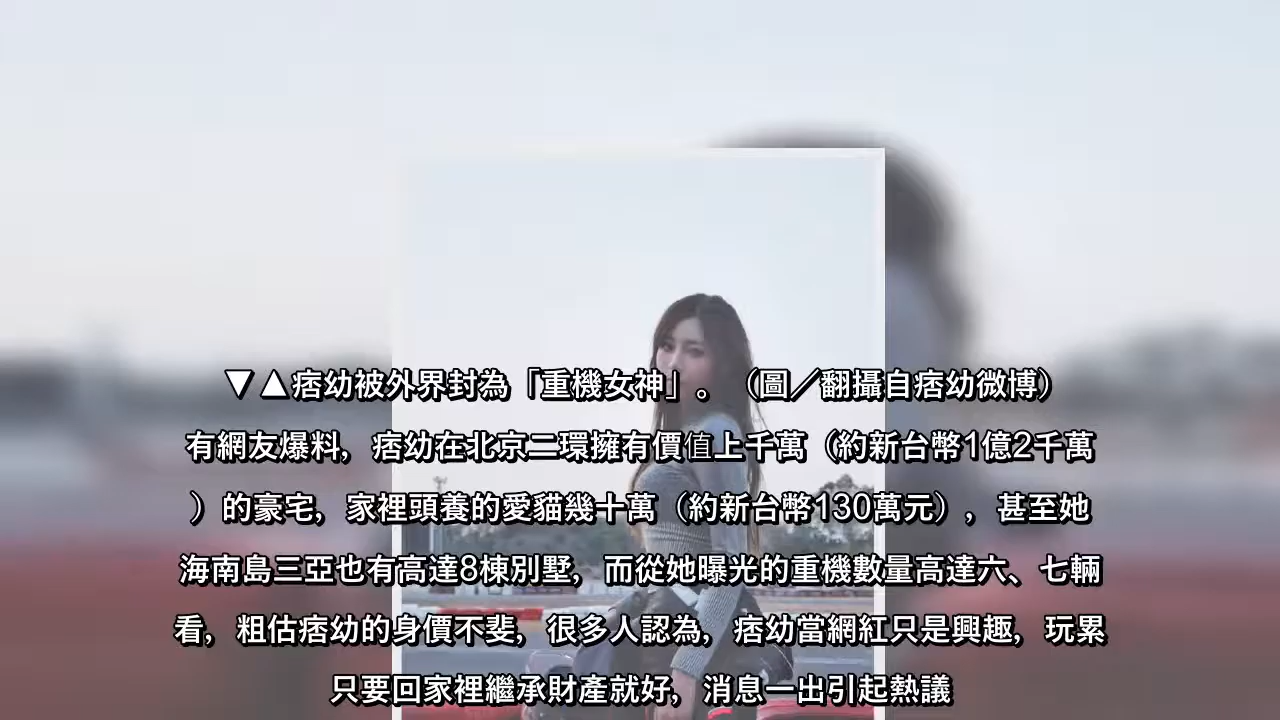 ▼▲痞幼被外界封為「重機女神」。（圖／翻攝自痞幼微博）
有網友爆料，痞幼在北京二環擁有價值上千萬（約新台幣1億2千萬
）的豪宅，家裡頭養的愛貓幾十萬（約新台幣130萬元），甚至她
海南島三亞也有高達8棟別墅，而從她曝光的重機數量高達六、七輛
看，粗估痞幼的身價不斐，很多人認為，痞幼當網紅只是興趣，玩累
只要回家裡繼承財產就好，消息一出引起熱議